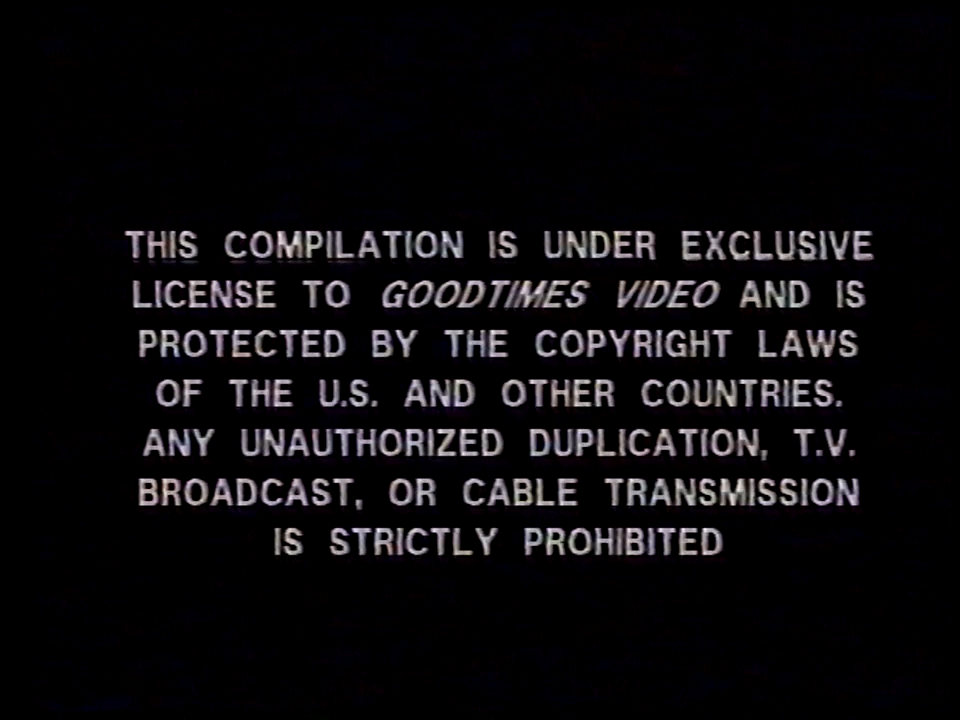 THIS COMPILATION IS UNDER EXCLUSIVE
LICENSE TO GOODTIMES VIDEO AND IS
PROTECTED BY THE COPYRIGHT LAWS
OF THE U.S. AND OTHER COUNTRIES.
ANY UNAUTHORIZED DUPLICATION, T.V.
BROADCAST, OR CABLE TRANSMISSION
IS STRICTLY PROHIBITED